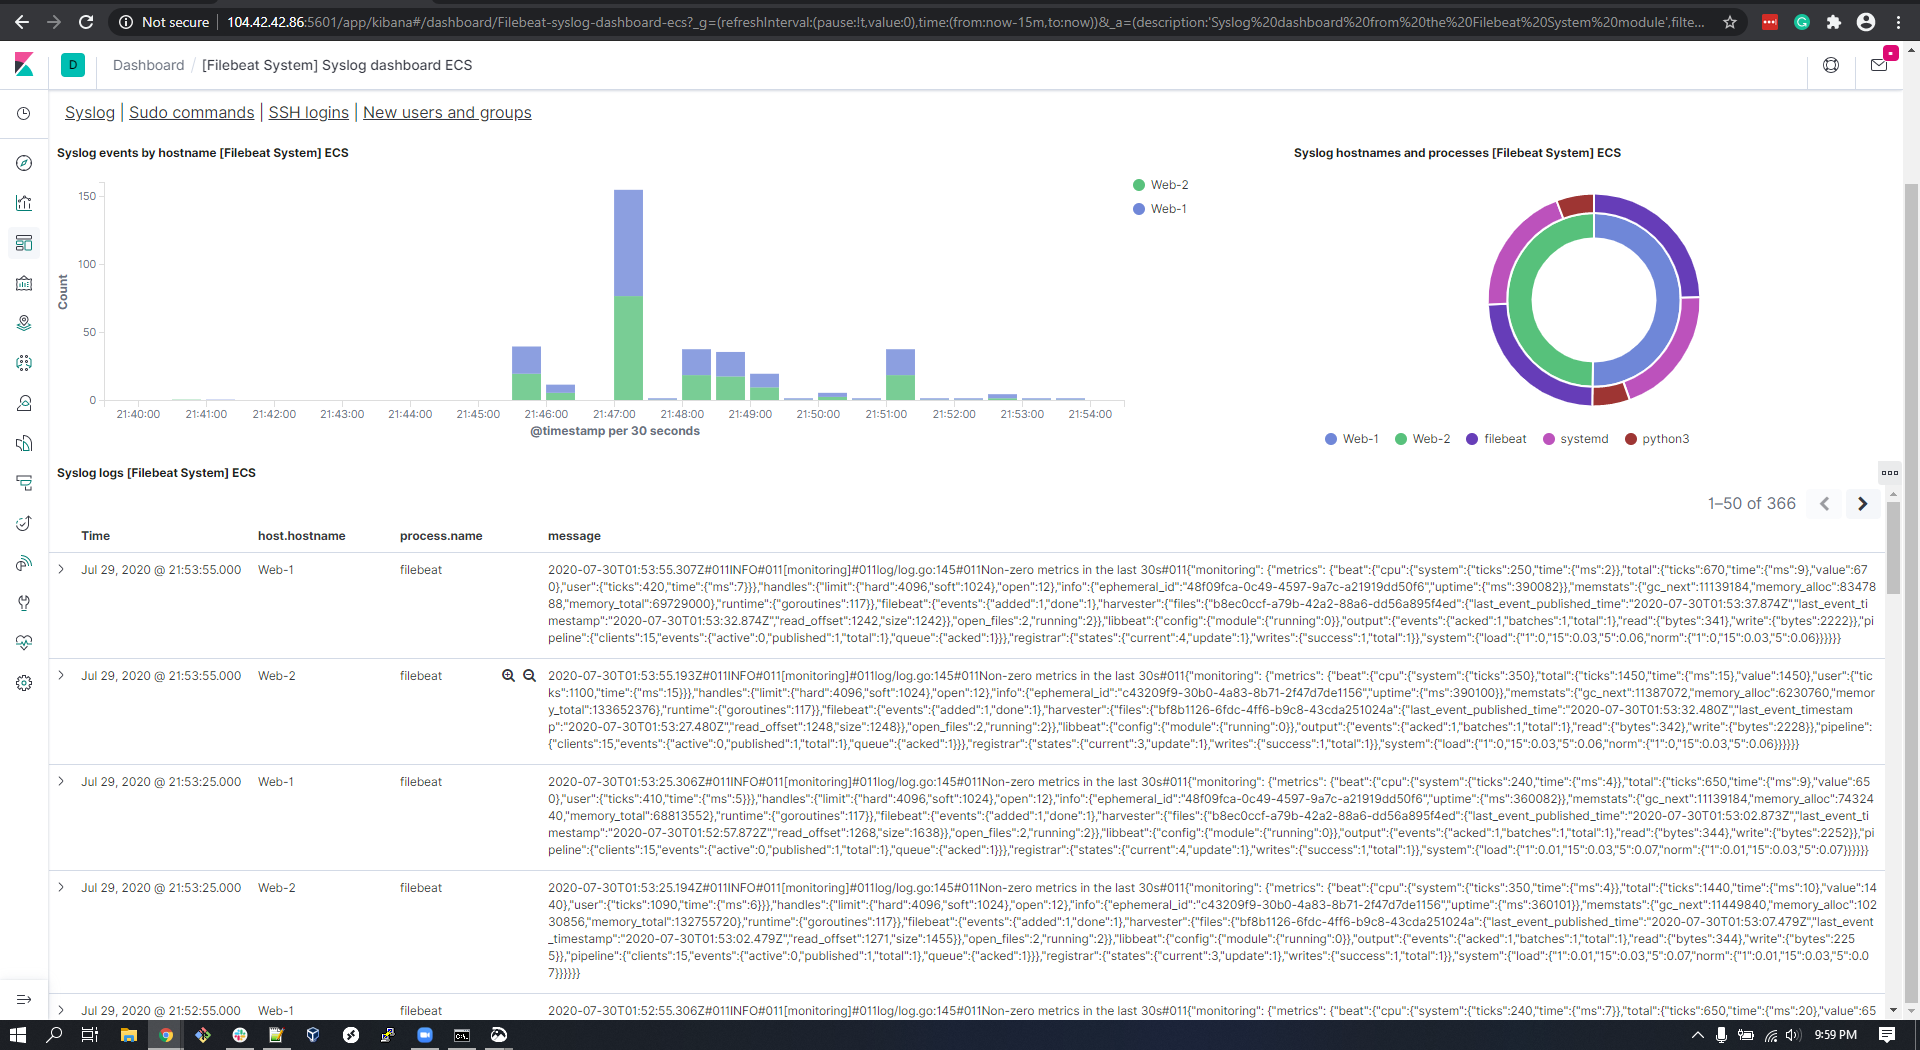 Not secure | 104.42.42.86:5601/app/kibana#/dashboard/Filebeat-syslog-dashboard-ecs?_g=(refreshInterval:(pause:!t,value:0),time:(from:now-15m,to:now))&_a=(description:'Syslog%20dashboard%20from%20the%20Filebeat%20System%20module',filte...
D Dashboard / [Filebeat System] Syslog dashboard ECS
Syslog | Sudo commands | SSH logins | New users and groups
Syslog events by hostname [Filebeat System] ECS
150
100
50
0
Count
21:40:00 21:41:00 21:42:00 21:43:00 21:44:00 21:45:00 21:46:00 21:47:00 21:48:00 21:49:00 21:50:00 21:51:00 21:52:00 21:53:00 21:54:00
@timestamp per 30 seconds
Web-2
Web-1
Syslog hostnames and processes [Filebeat System] ECS
Web-1 Web-2 filebeat systemd python3
Syslog logs [Filebeat System] ECS
1–50 of 366
Time host.hostname process.name message
Jul 29, 2020 @ 21:53:55.000 Web-1 filebeat 2020-07-30T01:53:55.307Z#011INFO#011[monitoring]#011log/log.go:145#011Non-zero metrics in the last 30s#011{"monitoring": {"metrics": {"beat":{"cpu":{"system":{"ticks":250,"time":{"ms":2}},"total":{"ticks":670,"time":{"ms":9},"value":67
0},"user":{"ticks":420,"time":{"ms":7}}},"handles":{"limit":{"hard":4096,"soft":1024},"open":12},"info":{"ephemeral_id":"48f09fca-0c49-4597-9a7c-a21919dd50f6","uptime":{"ms":390082}},"memstats":{"gc_next":11139184,"memory_alloc":83478
88,"memory_total":69729000},"runtime":{"goroutines":117}},"filebeat":{"events":{"added":1,"done":1},"harvester":{"files":{"b8ec0ccf-a79b-42a2-88a6-dd56a895f4ed":{"last_event_published_time":"2020-07-30T01:53:37.874Z","last_event_ti
mestamp":"2020-07-30T01:53:32.874Z","read_offset":1242,"size":1242}},"open_files":2,"running":2}},"libbeat":{"config":{"module":{"running":0}},"output":{"events":{"acked":1,"batches":1,"total":1},"read":{"bytes":341},"write":{"bytes":2222}},"pi
peline":{"clients":15,"events":{"active":0,"published":1,"total":1},"queue":{"acked":1}}},"registrar":{"states":{"current":4,"update":1},"writes":{"success":1,"total":1}},"system":{"load":{"1":0,"15":0.03,"5":0.06,"norm":{"1":0,"15":0.03,"5":0.06}}}}}}
Jul 29, 2020 @ 21:53:55.000 Web-2 filebeat 2020-07-30T01:53:55.193Z#011INFO#011[monitoring]#011log/log.go:145#011Non-zero metrics in the last 30s#011{"monitoring": {"metrics": {"beat":{"cpu":{"system":{"ticks":350},"total":{"ticks":1450,"time":{"ms":15},"value":1450},"user":{"tic
ks":1100,"time":{"ms":15}}},"handles":{"limit":{"hard":4096,"soft":1024},"open":12},"info":{"ephemeral_id":"c43209f9-30b0-4a83-8b71-2f47d7de1156","uptime":{"ms":390100}},"memstats":{"gc_next":11387072,"memory_alloc":6230760,"memor
y_total":133652376},"runtime":{"goroutines":117}},"filebeat":{"events":{"added":1,"done":1},"harvester":{"files":{"bf8b1126-6fdc-4ff6-b9c8-43cda251024a":{"last_event_published_time":"2020-07-30T01:53:32.480Z","last_event_timestam
p":"2020-07-30T01:53:27.480Z","read_offset":1248,"size":1248}},"open_files":2,"running":2}},"libbeat":{"config":{"module":{"running":0}},"output":{"events":{"acked":1,"batches":1,"total":1},"read":{"bytes":342},"write":{"bytes":2228}},"pipeline":
{"clients":15,"events":{"active":0,"published":1,"total":1},"queue":{"acked":1}}},"registrar":{"states":{"current":3,"update":1},"writes":{"success":1,"total":1}},"system":{"load":{"1":0,"15":0.03,"5":0.06,"norm":{"1":0,"15":0.03,"5":0.06}}}}}}
Jul 29, 2020 @ 21:53:25.000 Web-1 filebeat 2020-07-30T01:53:25.306Z#011INFO#011[monitoring]#011log/log.go:145#011Non-zero metrics in the last 30s#011{"monitoring": {"metrics": {"beat":{"cpu":{"system":{"ticks":240,"time":{"ms":4}},"total":{"ticks":650,"time":{"ms":9},"value":65
0},"user":{"ticks":410,"time":{"ms":5}}},"handles":{"limit":{"hard":4096,"soft":1024},"open":12},"info":{"ephemeral_id":"48f09fca-0c49-4597-9a7c-a21919dd50f6","uptime":{"ms":360082}},"memstats":{"gc_next":11139184,"memory_alloc":7432
440,"memory_total":68813552},"runtime":{"goroutines":117}},"filebeat":{"events":{"added":1,"done":1},"harvester":{"files":{"b8ec0ccf-a79b-42a2-88a6-dd56a895f4ed":{"last_event_published_time":"2020-07-30T01:53:02.873Z","last_event_ti
mestamp":"2020-07-30T01:52:57.872Z","read_offset":1268,"size":1638}},"open_files":2,"running":2}},"libbeat":{"config":{"module":{"running":0}},"output":{"events":{"acked":1,"batches":1,"total":1},"read":{"bytes":344},"write":{"bytes":2252}},"pi
peline":{"clients":15,"events":{"active":0,"published":1,"total":1},"queue":{"acked":1}}},"registrar":{"states":{"current":4,"update":1},"writes":{"success":1,"total":1}},"system":{"load":{"1":0.01,"15":0.03,"5":0.07,"norm":{"1":0.01,"15":0.03,"5":0.07}}}}}}
Jul 29, 2020 @ 21:53:25.000 Web-2 filebeat 2020-07-30T01:53:25.194Z#011INFO#011[monitoring]#011log/log.go:145#011Non-zero metrics in the last 30s#011{"monitoring": {"metrics": {"beat":{"cpu":{"system":{"ticks":350,"time":{"ms":4}},"total":{"ticks":1440,"time":{"ms":10},"value":14
40},"user":{"ticks":1090,"time":{"ms":6}}},"handles":{"limit":{"hard":4096,"soft":1024},"open":12},"info":{"ephemeral_id":"c43209f9-30b0-4a83-8b71-2f47d7de1156","uptime":{"ms":360101}},"memstats":{"gc_next":11449840,"memory_alloc":102
30856,"memory_total":132755720},"runtime":{"goroutines":117}},"filebeat":{"events":{"added":1,"done":1},"harvester":{"files":{"bf8b1126-6fdc-4ff6-b9c8-43cda251024a":{"last_event_published_time":"2020-07-30T01:53:07.479Z","last_event
_timestamp":"2020-07-30T01:53:02.479Z","read_offset":1271,"size":1455}},"open_files":2,"running":2}},"libbeat":{"config":{"module":{"running":0}},"output":{"events":{"acked":1,"batches":1,"total":1},"read":{"bytes":344},"write":{"bytes":225
5}},"pipeline":{"clients":15,"events":{"active":0,"published":1,"total":1},"queue":{"acked":1}}},"registrar":{"states":{"current":3,"update":1},"writes":{"success":1,"total":1}},"system":{"load":{"1":0.01,"15":0.03,"5":0.07,"norm":{"1":0.01,"15":0.03,"5":0.0
7}}}}}}
Jul 29, 2020 @ 21:52:55.000 Web-1 filebeat 2020-07-30T01:52:55.306Z#011INFO#011[monitoring]#011log/log.go:145#011Non-zero metrics in the last 30s#011{"monitoring": {"metrics": {"beat":{"cpu":{"system":{"ticks":240,"time":{"ms":7}},"total":{"ticks":650,"time":{"ms":20},"value":65
9:59 PM